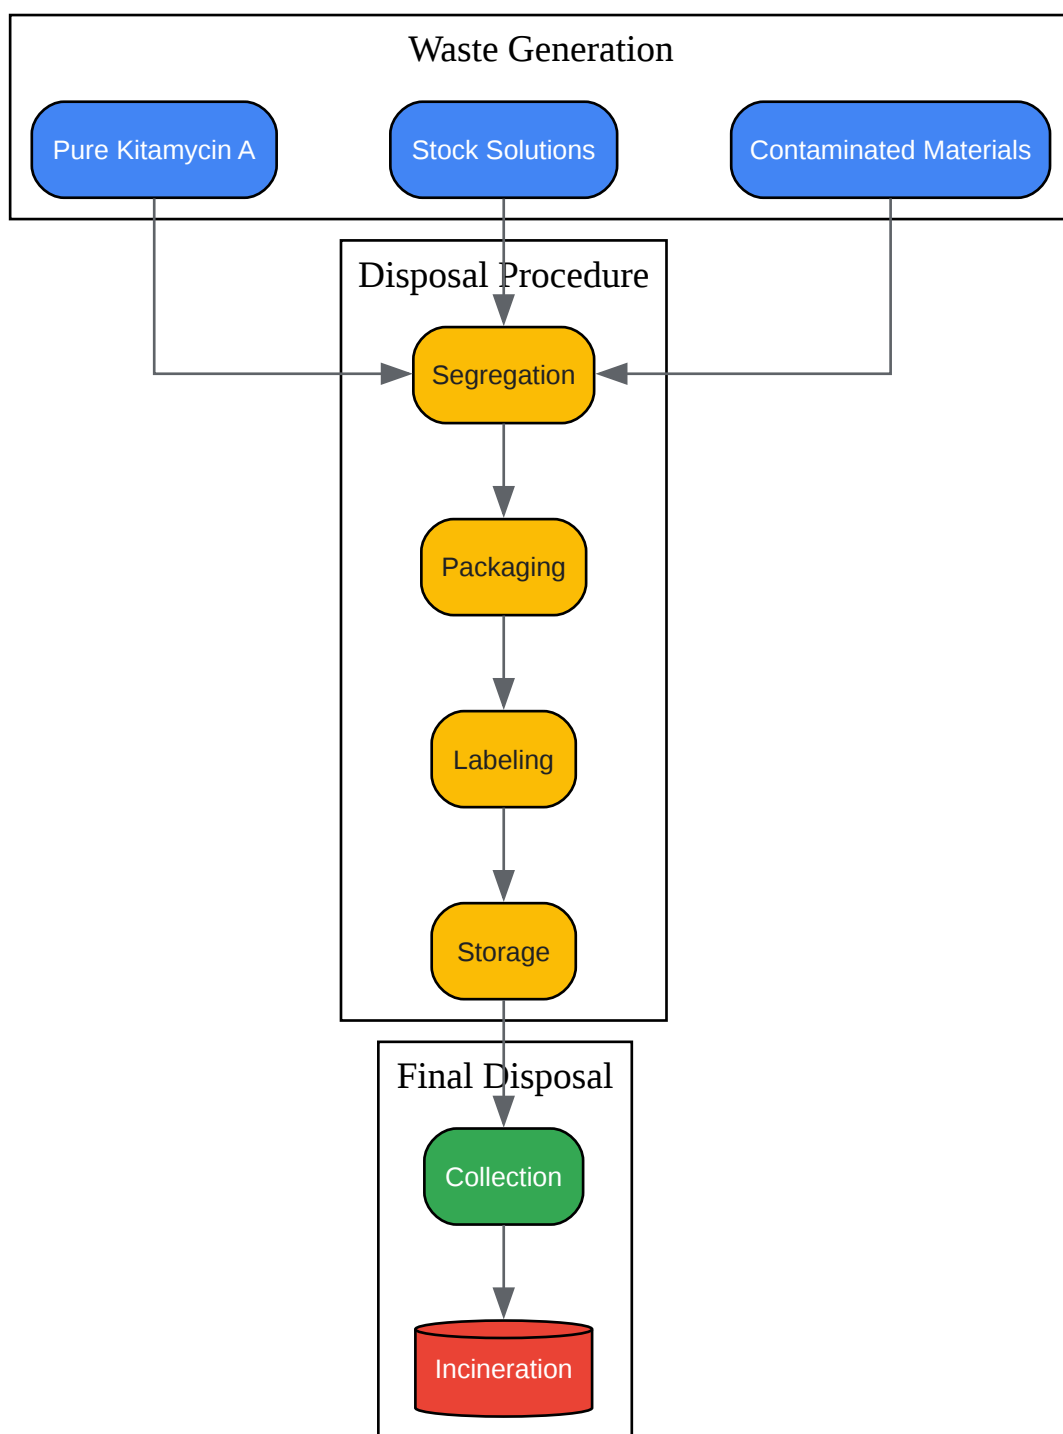 Waste Generation
Pure Kitamycin A
Stock Solutions
Contaminated Materials
Disposal Procedure
Segregation
Packaging
Labeling
Storage
Final Disposal
Collection
Incineration